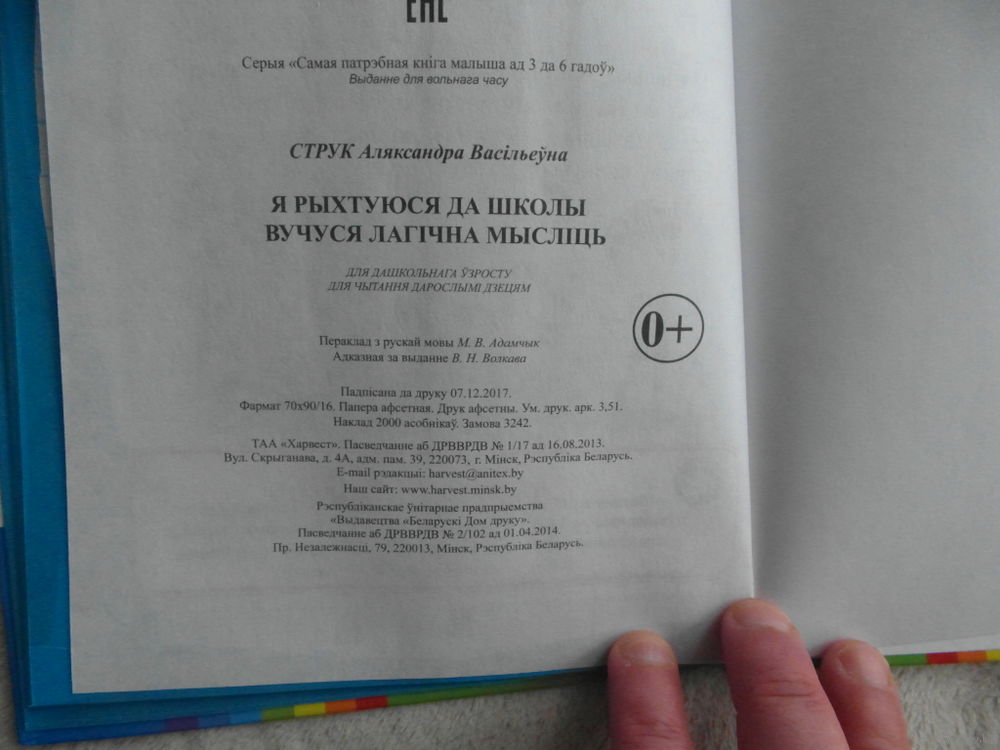 EAC
Серыя «Самая патрэбная кніга малыша ад 3 да 6 гадоў»
Выданне для вольнага часу
СТРУК Аляксандра Васільеўна
Я РЫХТУЮСЯ ДА ШКОЛЫ
ВУЧУСЯ ЛАГІЧНА МЫСЛІЦЬ
ДЛЯ ДАШКОЛЬНАГА ЎЗРОСТУ
ДЛЯ ЧЫТАННЯ ДАРОСЛЫМІ ДЗЕЦЯМ
0+
Пераклад з рускай мовы М. В. Адамчык
Адказная за выданне В. Н. Волкава
Падпісана да друку 07.12.2017.
Фармат 70х90/16. Папера афсетная. Друк афсетны. Ум. друк. арк. 3,51.
Наклад 2000 асобнікаў. Замова 3242.
ТАА «Харвест». Пасведчанне аб ДРВВРДВ № 1/17 ад 16.08.2013.
Вул. Скрыганава, д. 4А, адм. пам. 39, 220073, г. Мінск, Рэспубліка Беларусь.
E-mail рэдакцыі: harvest@anitex.by
Наш сайт: www.harvest.minsk.by
Рэспубліканскае ўнітарнае прадпрыемства
«Выдавецтва «Беларускі Дом друку».
Пасведчанне аб ДРВВРДВ № 2/102 ад 01.04.2014.
Пр. Незалежнасці, 79, 220013, Мінск, Рэспубліка Беларусь.